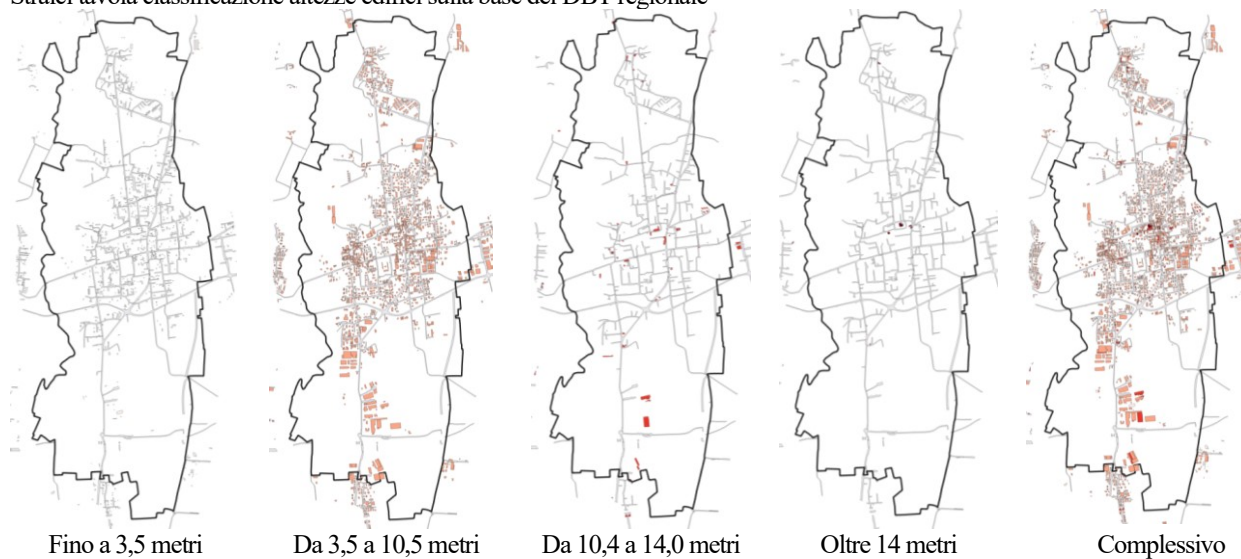 Stralci tavola classificazione altezze edifici sulla base del DBT regionale
Fino a 3,5 metri
Da 3,5 a 10,5 metri
Da 10,4 a 14,0 metri
Oltre 14 metri
Complessivo